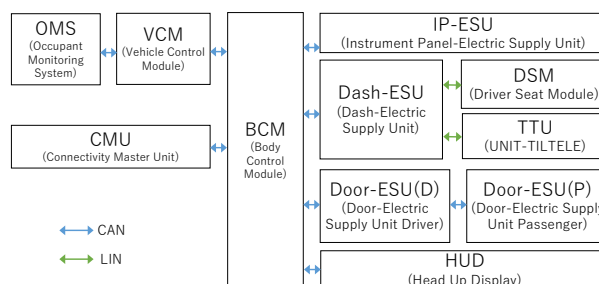 OMS
(Occupant
Monitoring
System)
VCM
(Vehicle Control
Module)
CMU
(Connectivity Master Unit)
BCM
(Body
Control
Module)
IP-ESU
(Instrument Panel-Electric Supply Unit)
Dash-ESU
(Dash-Electric
Supply Unit)
DSM
(Driver Seat Module)
TTU
(UNIT-TILTELE)
Door-ESU(D)
(Door-Electric
Supply Unit Driver)
Door-ESU(P)
(Door-Electric Supply
Unit Passenger)
HUD
(Head Up Display)
CAN
LIN